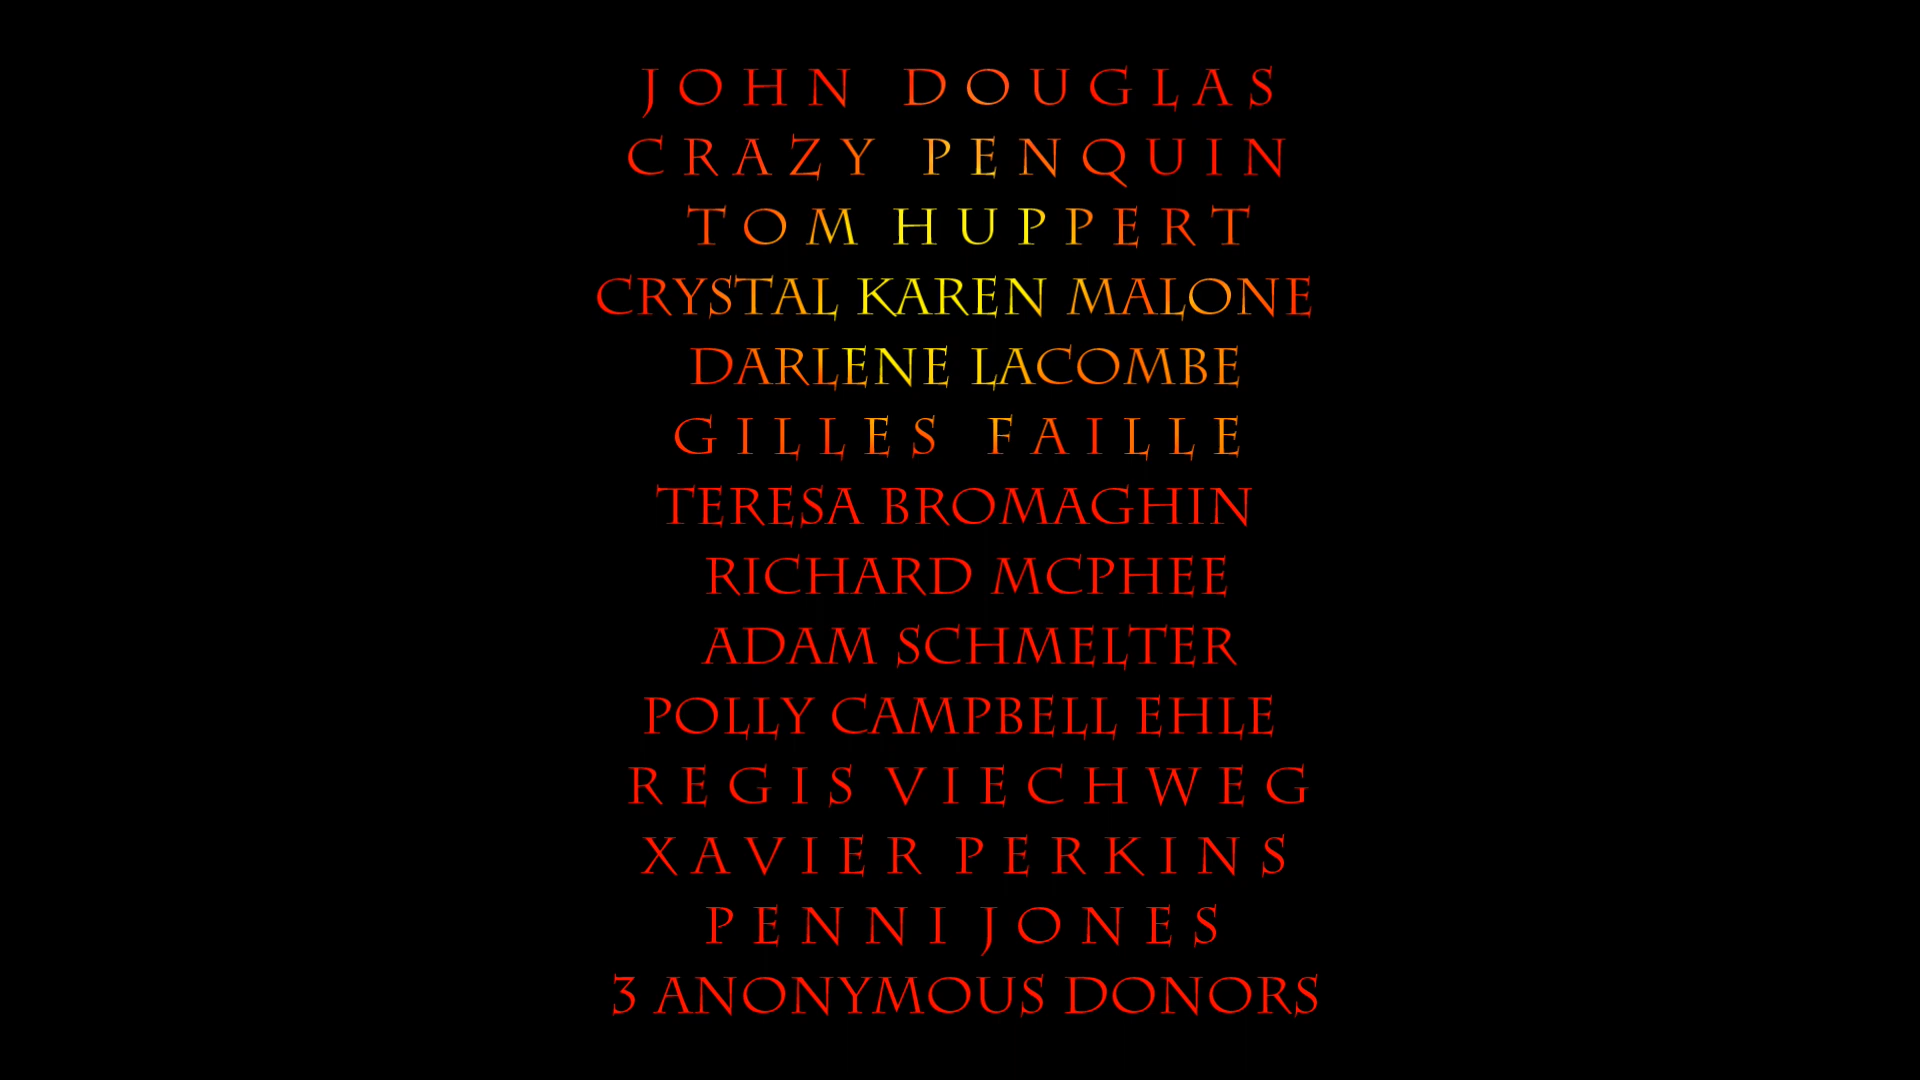 JOHN DOUGLAS
CRAZY PENQUIN
TOM HUPPERT
CRYSTAL KAREN MALONE
DARLENE LACOMBE
GILLES FAILLE
TERESA BROMAGHIN
RICHARD MCPHEE
ADAM SCHMELTER
POLLY CAMPBELL EHLE
REGIS VIECHWEG
XAVIER PERKINS
PENNI JONES
3 ANONYMOUS DONORS